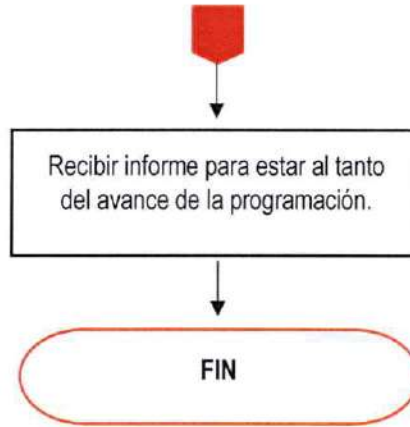 Recibir informe para estar al tanto
del avance de la programación.
FIN